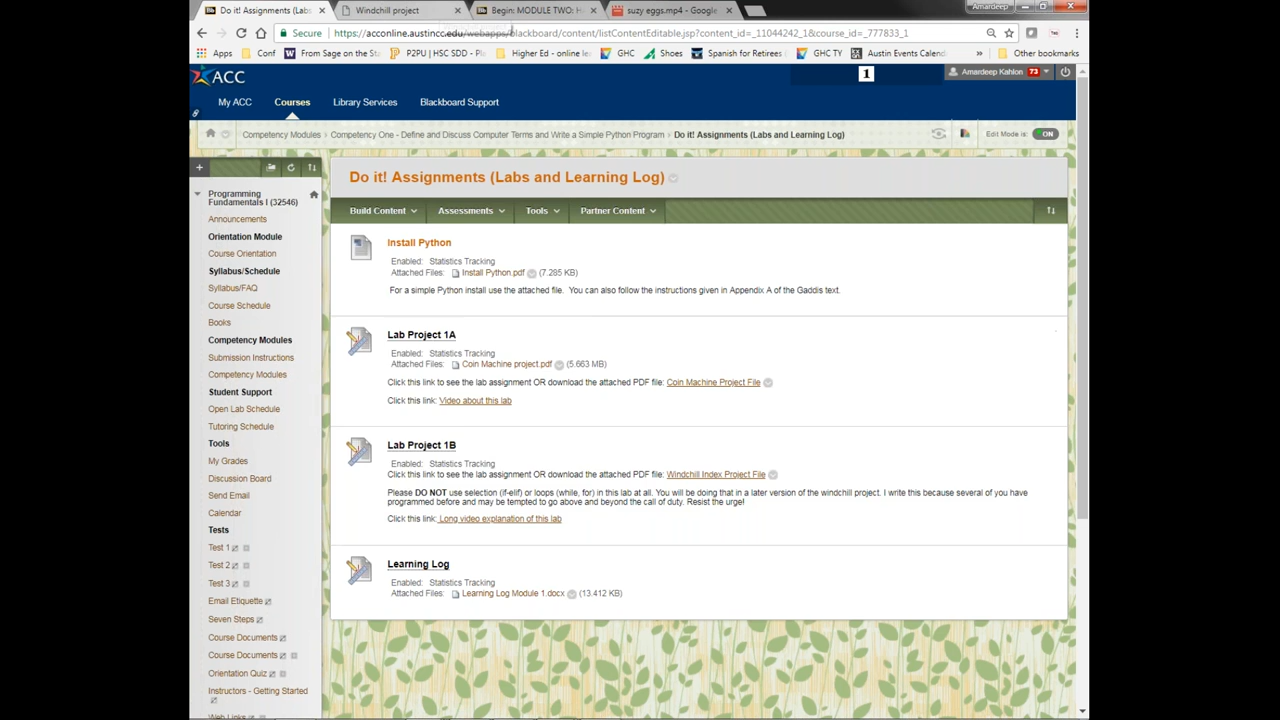 Do it! Assignments (Labs
Windchill project
Begin: MODULE TWO: H
suzy eggs.mp4 - Google
Amardeep
Secure
https://acconline.austincc.edu/webapps/blackboard/content/listContentEditable.jsp?content_id=_11044242_1&course_id=_777833_1
Apps
Conf
From Sage on the St
P2PU | HSC SDD - Pl
Higher Ed - online le
GHC
Shoes
Spanish for Retirees
GHC TY
Austin Events Calend
»
Other bookmarks
ACC
1
Amardeep Kahlon 73
My ACC
Courses
Library Services
Blackboard Support
Competency Modules
Competency One - Define and Discuss Computer Terms and Write a Simple Python Program
Do it! Assignments (Labs and Learning Log)
Edit Mode is: ON
Programming
Fundamentals I (32546)
Announcements
Orientation Module
Course Orientation
Syllabus/Schedule
Syllabus/FAQ
Course Schedule
Books
Competency Modules
Submission Instructions
Competency Modules
Student Support
Open Lab Schedule
Tutoring Schedule
Tools
My Grades
Discussion Board
Send Email
Calendar
Tests
Test 1
Test 2
Test 3
Email Etiquette
Seven Steps
Course Documents
Course Documents
Orientation Quiz
Instructors - Getting Started
Web Links
Do it! Assignments (Labs and Learning Log)
Build Content
Assessments
Tools
Partner Content
Install Python
Enabled: Statistics Tracking
Attached Files: Install Python.pdf (7.285 KB)
For a simple Python install use the attached file. You can also follow the instructions given in Appendix A of the Gaddis text.
Lab Project 1A
Enabled: Statistics Tracking
Attached Files: Coin Machine project.pdf (5.663 MB)
Click this link to see the lab assignment OR download the attached PDF file: Coin Machine Project File
Click this link: Video about this lab
Lab Project 1B
Enabled: Statistics Tracking
Click this link to see the lab assignment OR download the attached PDF file: Windchill Index Project File
Please DO NOT use selection (if-elif) or loops (while, for) in this lab at all. You will be doing that in a later version of the windchill project. I write this because several of you have
programmed before and may be tempted to go above and beyond the call of duty. Resist the urge!
Click this link: Long video explanation of this lab
Learning Log
Enabled: Statistics Tracking
Attached Files: Learning Log Module 1.docx (13.412 KB)